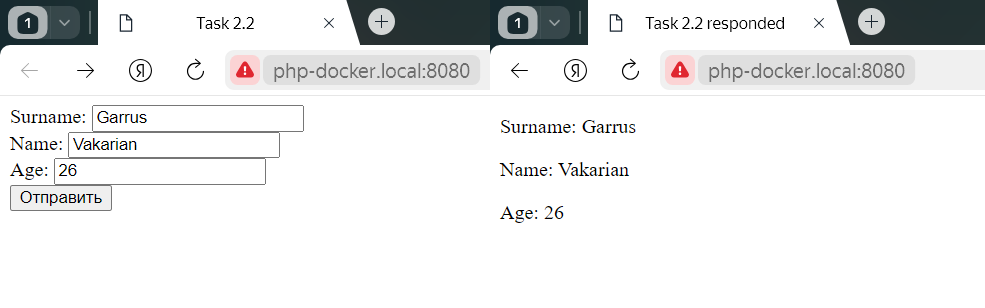 1
Task 2.2
Я
php-docker.local:8080
Surname: Garrus
Name: Vakarian
Age: 26
Отправить
1
Task 2.2 responded
Я
php-docker.local:8080
Surname: Garrus
Name: Vakarian
Age: 26